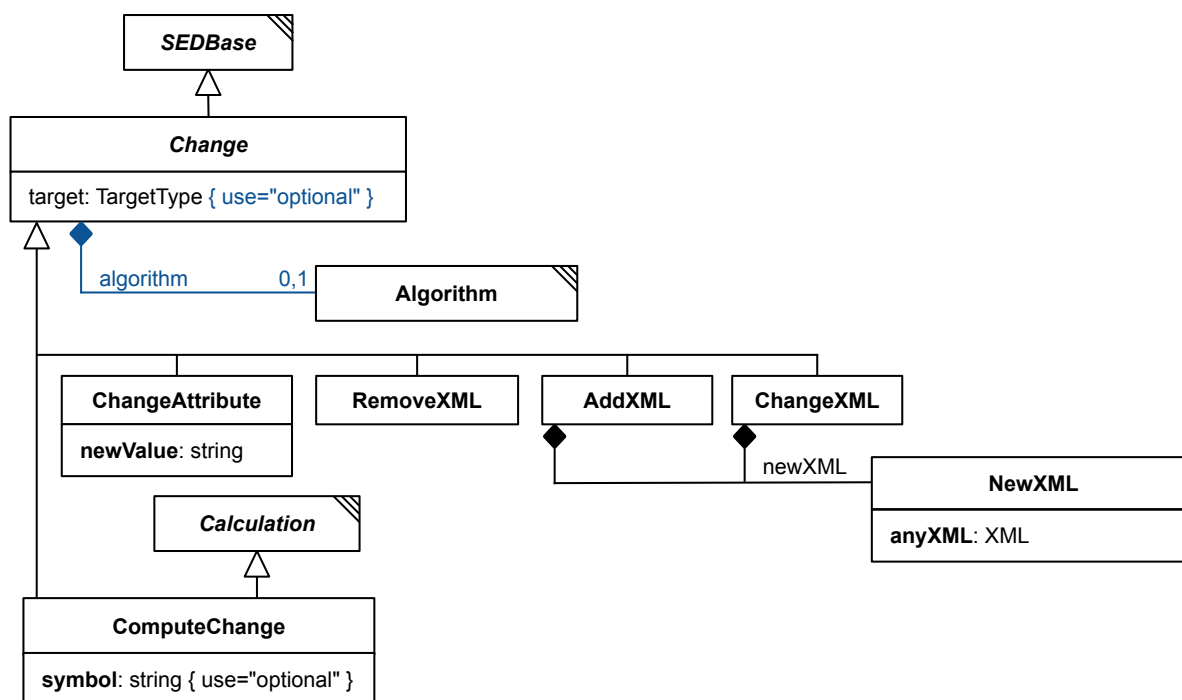 SEDBase
Change
target: TargetType { use="optional" }
algorithm 0,1
Algorithm
ChangeAttribute
newValue: string
RemoveXML
AddXML
ChangeXML
newXML
NewXML
anyXML: XML
Calculation
ComputeChange
symbol: string { use="optional" }